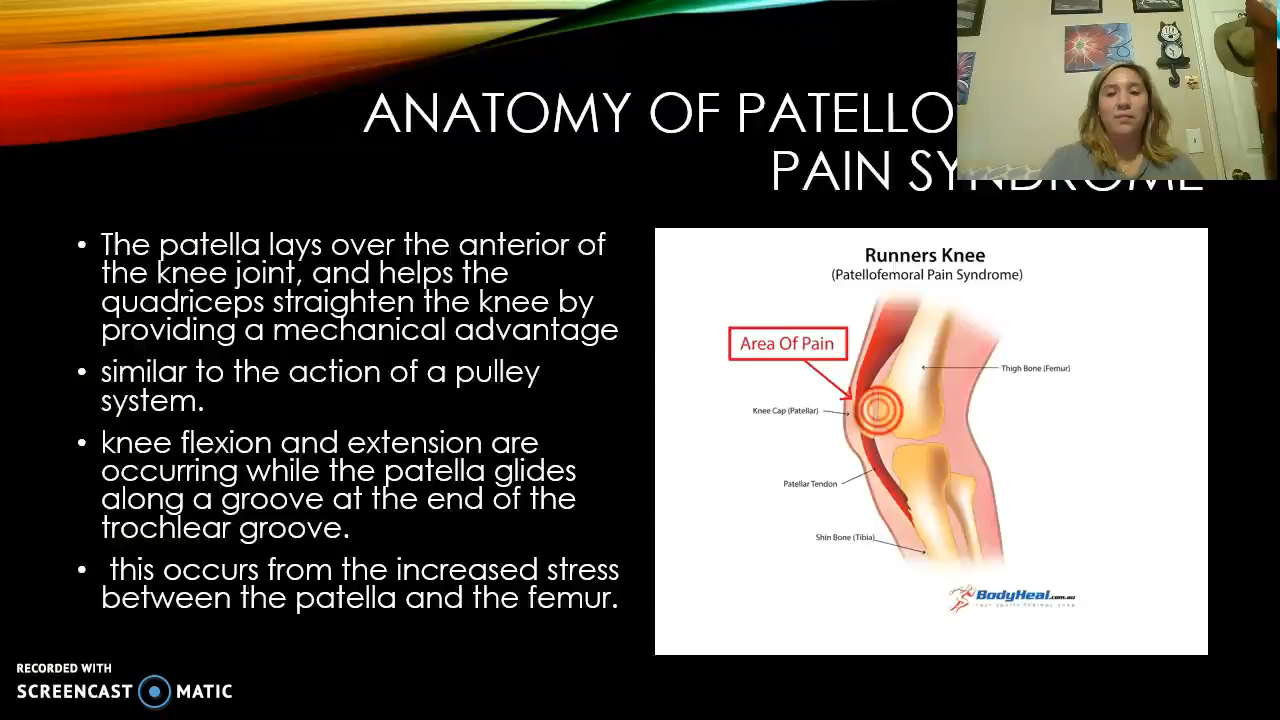 ANATOMY OF PATELLO
PAIN SYNDROME
• The patella lays over the anterior of
the knee joint, and helps the
quadriceps straighten the knee by
providing a mechanical advantage
• similar to the action of a pulley
system.
• knee flexion and extension are
occurring while the patella glides
along a groove at the end of the
trochlear groove.
• this occurs from the increased stress
between the patella and the femur.
Runners Knee
(Patellofemoral Pain Syndrome)
Area Of Pain
Thigh Bone (Femur)
Knee Cap (Patellar)
Patellar Tendon
Shin Bone (Tibia)
BodyHeal.com.au
RECORDED WITH
SCREENCAST MATIC